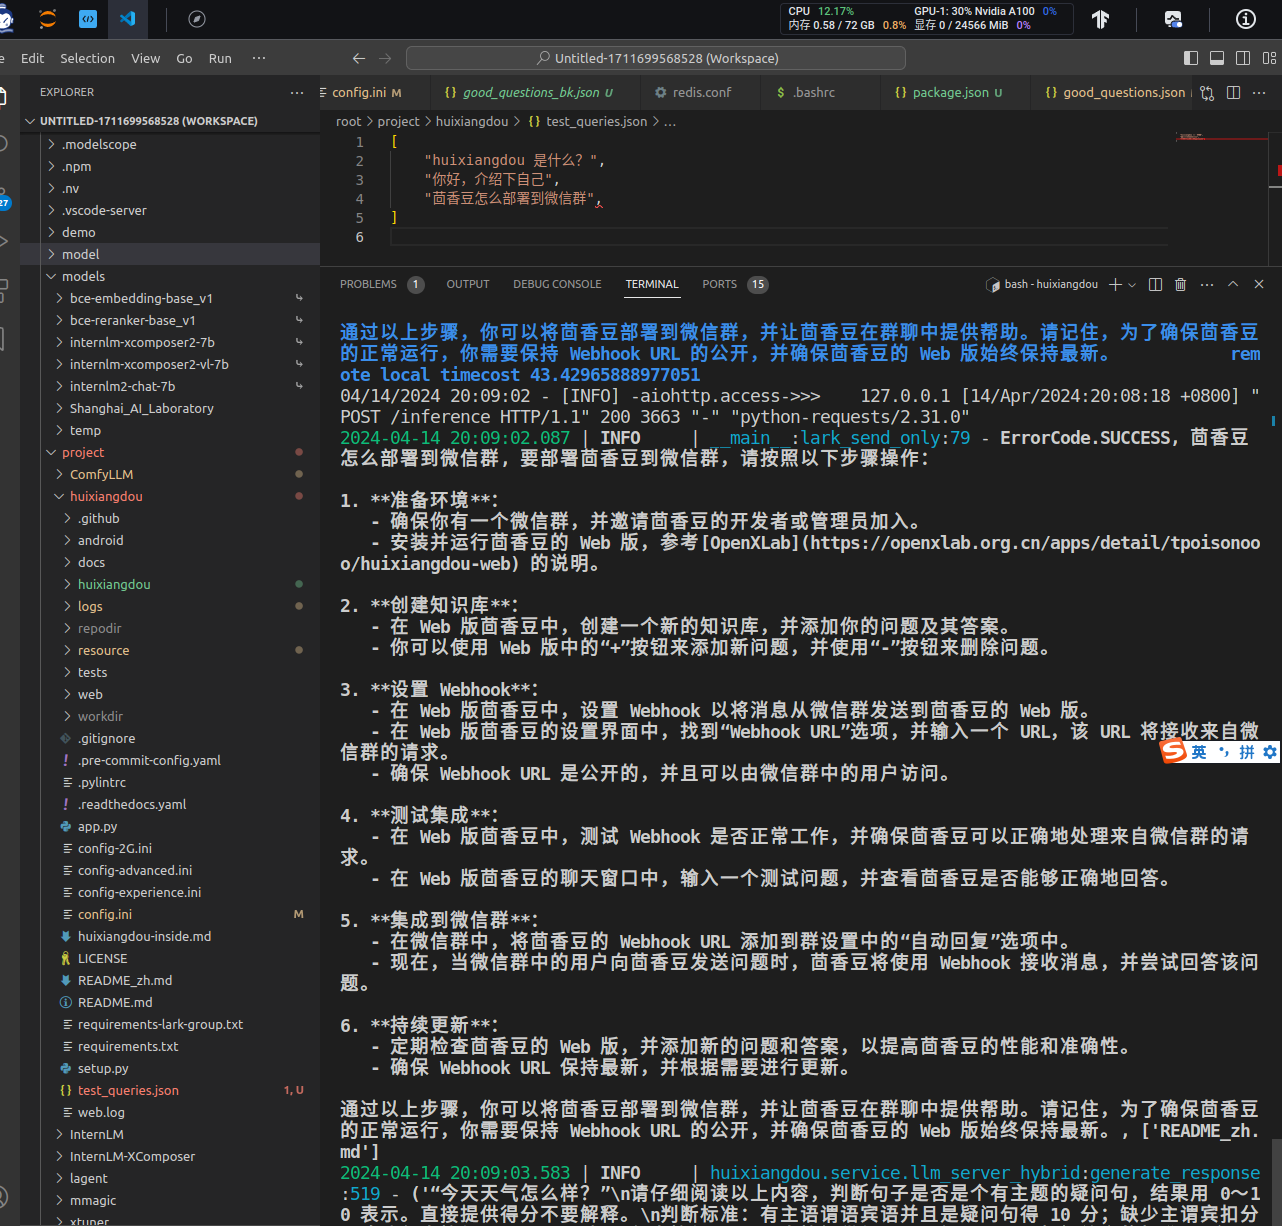 CPU 12.17% GPU-1: 30% Nvidia A100 0%
内存 0.58 / 72 GB 0.8% 显存 0 / 24566 MiB 0%
Edit Selection View Go Run ··· Untitled-1711699568528 (Workspace)
EXPLORER ···
UNTITLED-1711699568528 (WORKSPACE)
.modelscope
.npm
.nv
.vscode-server
demo
model
models
bce-embedding-base_v1
bce-reranker-base_v1
internlm-xcomposer2-7b
internlm-xcomposer2-vl-7b
internlm2-chat-7b
Shanghai_AI_Laboratory
temp
project
ComfyLLM
huixiangdou
.github
android
docs
huixiangdou
logs
repodir
resource
tests
web
workdir
.gitignore
.pre-commit-config.yaml
.pylintrc
.readthedocs.yaml
app.py
config-2G.ini
config-advanced.ini
config-experience.ini
config.ini M
huixiangdou-inside.md
LICENSE
README_zh.md
README.md
requirements-lark-group.txt
requirements.txt
setup.py
test_queries.json 1, U
web.log
InternLM
InternLM-XComposer
lagent
mmagic
xtuner
27
config.ini M {} good_questions_bk.json U redis.conf $ .bashrc {} package.json U {} good_questions.json
root > project > huixiangdou > {} test_queries.json > ...
1 [
2 "huixiangdou 是什么？",
3 "你好，介绍下自己",
4 "茴香豆怎么部署到微信群",
5 ]
6
PROBLEMS 1 OUTPUT DEBUG CONSOLE TERMINAL PORTS 15 bash - huixiangdou
通过以上步骤，你可以将茴香豆部署到微信群，并让茴香豆在群聊中提供帮助。请记住，为了确保茴香豆
的正常运行，你需要保持 Webhook URL 的公开，并确保茴香豆的 Web 版始终保持最新。 rem
ote local timecost 43.42965888977051
04/14/2024 20:09:02 - [INFO] -aiohttp.access->>> 127.0.0.1 [14/Apr/2024:20:08:18 +0800] "
POST /inference HTTP/1.1" 200 3663 "-" "python-requests/2.31.0"
2024-04-14 20:09:02.087 | INFO | __main__:lark_send_only:79 - ErrorCode.SUCCESS, 茴香豆
怎么部署到微信群, 要部署茴香豆到微信群，请按照以下步骤操作：
1. **准备环境**：
- 确保你有一个微信群，并邀请茴香豆的开发者或管理员加入。
- 安装并运行茴香豆的 Web 版，参考[OpenXLab](https://openxlab.org.cn/apps/detail/tpoisonoo
o/huixiangdou-web) 的说明。
2. **创建知识库**：
- 在 Web 版茴香豆中，创建一个新的知识库，并添加你的问题及其答案。
- 你可以使用 Web 版中的“+”按钮来添加新问题，并使用“-”按钮来删除问题。
3. **设置 Webhook**：
- 在 Web 版茴香豆中，设置 Webhook 以将消息从微信群发送到茴香豆的 Web 版。
- 在 Web 版茴香豆的设置界面中，找到“Webhook URL”选项，并输入一个 URL，该 URL 将接收来自微
信群的请求。
- 确保 Webhook URL 是公开的，并且可以由微信群中的用户访问。
4. **测试集成**：
- 在 Web 版茴香豆中，测试 Webhook 是否正常工作，并确保茴香豆可以正确地处理来自微信群的请
求。
- 在 Web 版茴香豆的聊天窗口中，输入一个测试问题，并查看茴香豆是否能够正确地回答。
5. **集成到微信群**：
- 在微信群中，将茴香豆的 Webhook URL 添加到群设置中的“自动回复”选项中。
- 现在，当微信群中的用户向茴香豆发送问题时，茴香豆将使用 Webhook 接收消息，并尝试回答该问
题。
6. **持续更新**：
- 定期检查茴香豆的 Web 版，并添加新的问题和答案，以提高茴香豆的性能和准确性。
- 确保 Webhook URL 保持最新，并根据需要进行更新。
通过以上步骤，你可以将茴香豆部署到微信群，并让茴香豆在群聊中提供帮助。请记住，为了确保茴香豆
的正常运行，你需要保持 Webhook URL 的公开，并确保茴香豆的 Web 版始终保持最新。, ['README_zh.
md']
2024-04-14 20:09:03.583 | INFO | huixiangdou.service.llm_server_hybrid:generate_response
:519 - ('“今天天气怎么样？”\n请仔细阅读以上内容，判断句子是否是个有主题的疑问句，结果用 0～1
0 表示。直接提供得分不要解释。\n判断标准：有主语谓语宾语并且是疑问句得 10 分；缺少主谓宾扣分
英 拼